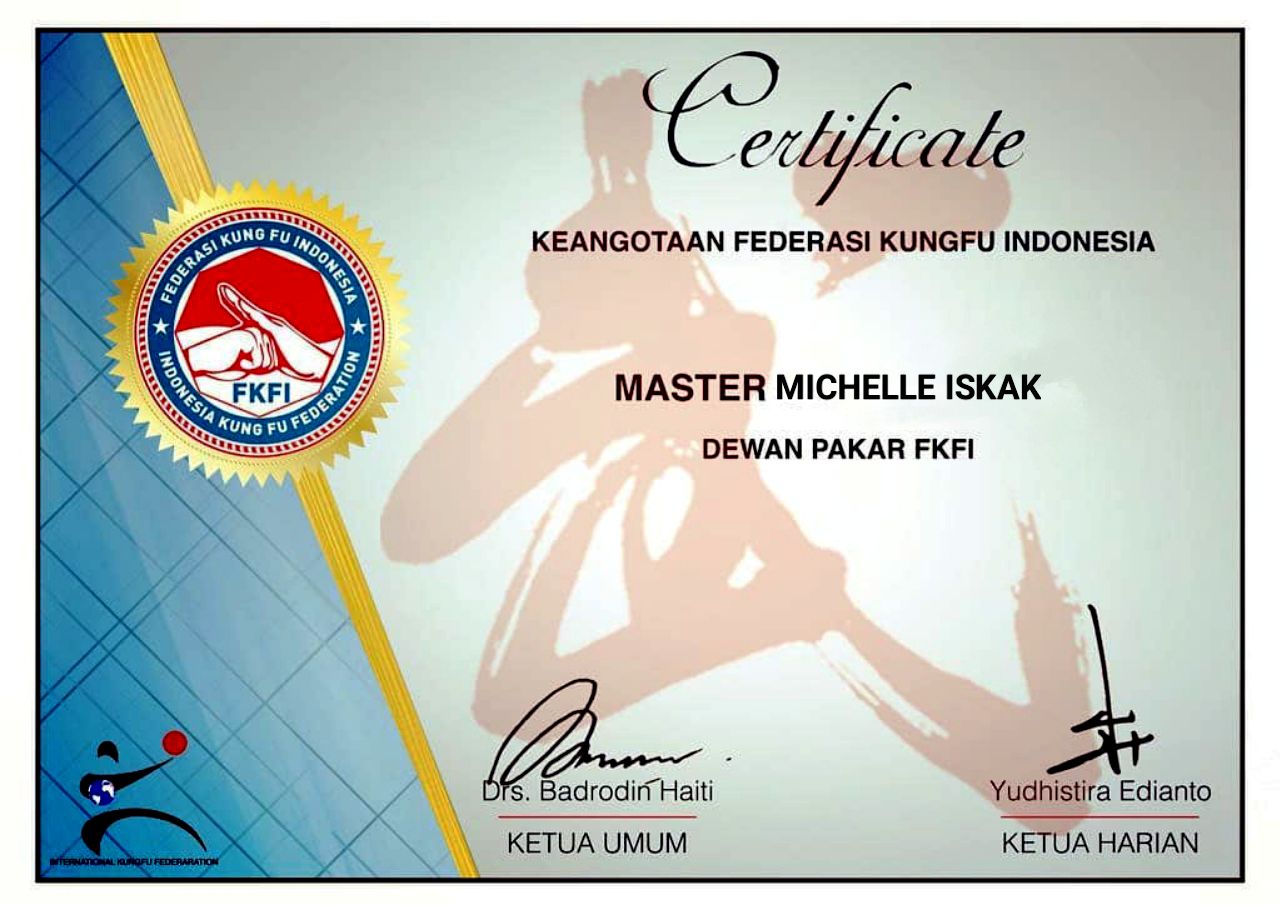 Certificate
KEANGOTAAN FEDERASI KUNGFU INDONESIA
FEDERASI KUNG FU INDONESIA
FKFI
INDONESIA KUNG FU FEDERATION
MASTER MICHELLE ISKAK
DEWAN PAKAR FKFI
Drs. Badrodin Haiti
KETUA UMUM
Yudhistira Edianto
KETUA HARIAN
INTERNATIONAL KUNGFU FEDERARATION